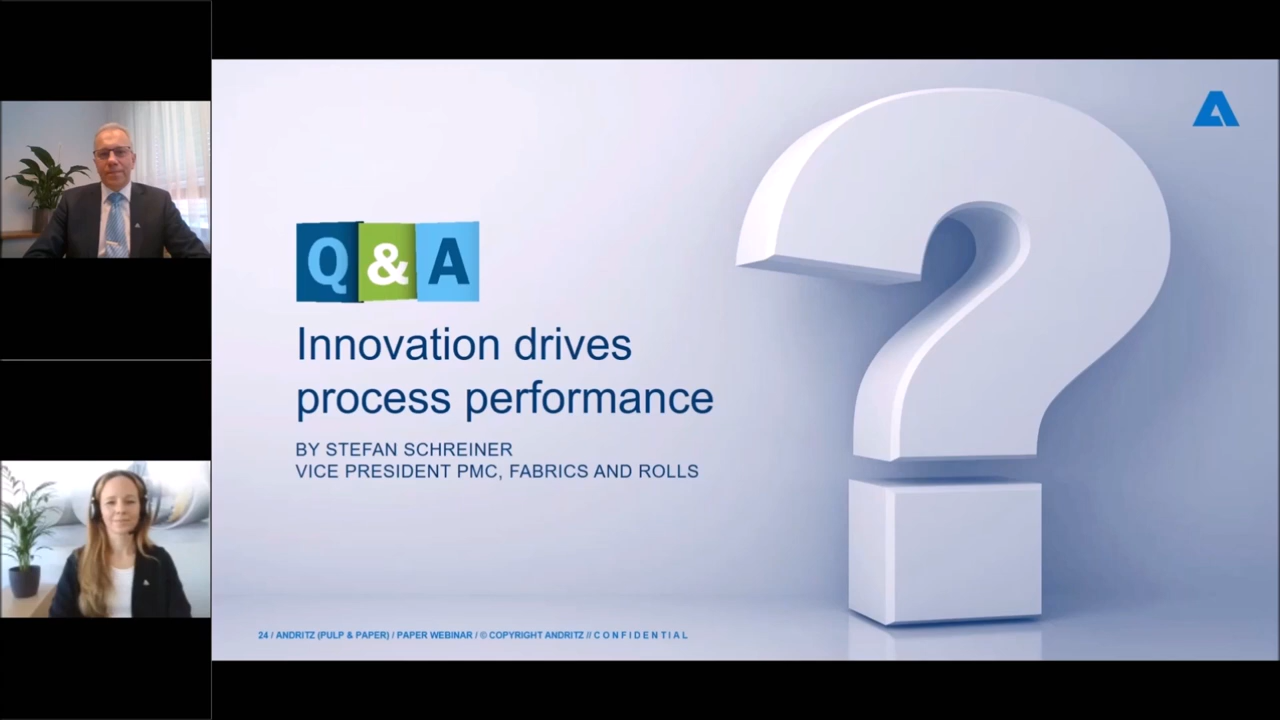 Q&A
Innovation drives
process performance
BY STEFAN SCHREINER
VICE PRESIDENT PMC, FABRICS AND ROLLS
24 / ANDRITZ (PULP & PAPER) / PAPER WEBINAR / © COPYRIGHT ANDRITZ // C O N F I D E N T I A L